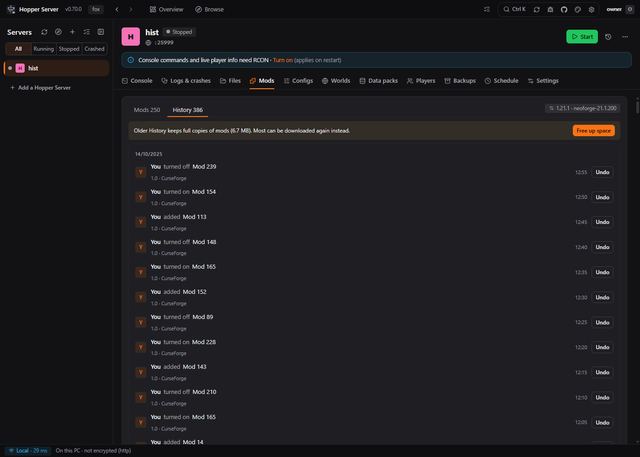 Hopper Server v0.70.0 fox
Overview Browse
Ctrl K
owner O
Servers
All Running Stopped Crashed
H hist
+ Add a Hopper Server
H hist Stopped
:25999
Start
Console commands and live player info need RCON - Turn on (applies on restart)
Console Logs & crashes Files Mods Configs Worlds Data packs Players Backups Schedule Settings
Mods 250 History 386
1.21.1 - neoforge-21.1.200
Older History keeps full copies of mods (6.7 MB). Most can be downloaded again instead.
Free up space
14/10/2025
Y You turned off Mod 239 12:55 Undo
1.0 - CurseForge
Y You turned on Mod 154 12:50 Undo
1.0 - CurseForge
Y You added Mod 113 12:45 Undo
1.0 - CurseForge
Y You turned off Mod 148 12:40 Undo
1.0 - CurseForge
Y You turned on Mod 165 12:35 Undo
1.0 - CurseForge
Y You added Mod 152 12:30 Undo
1.0 - CurseForge
Y You turned off Mod 89 12:25 Undo
1.0 - CurseForge
Y You turned on Mod 228 12:20 Undo
1.0 - CurseForge
Y You added Mod 143 12:15 Undo
1.0 - CurseForge
Y You turned off Mod 210 12:10 Undo
1.0 - CurseForge
Y You turned on Mod 165 12:05 Undo
1.0 - CurseForge
You added Mod 14
Local - 29 ms On this PC - not encrypted (http)